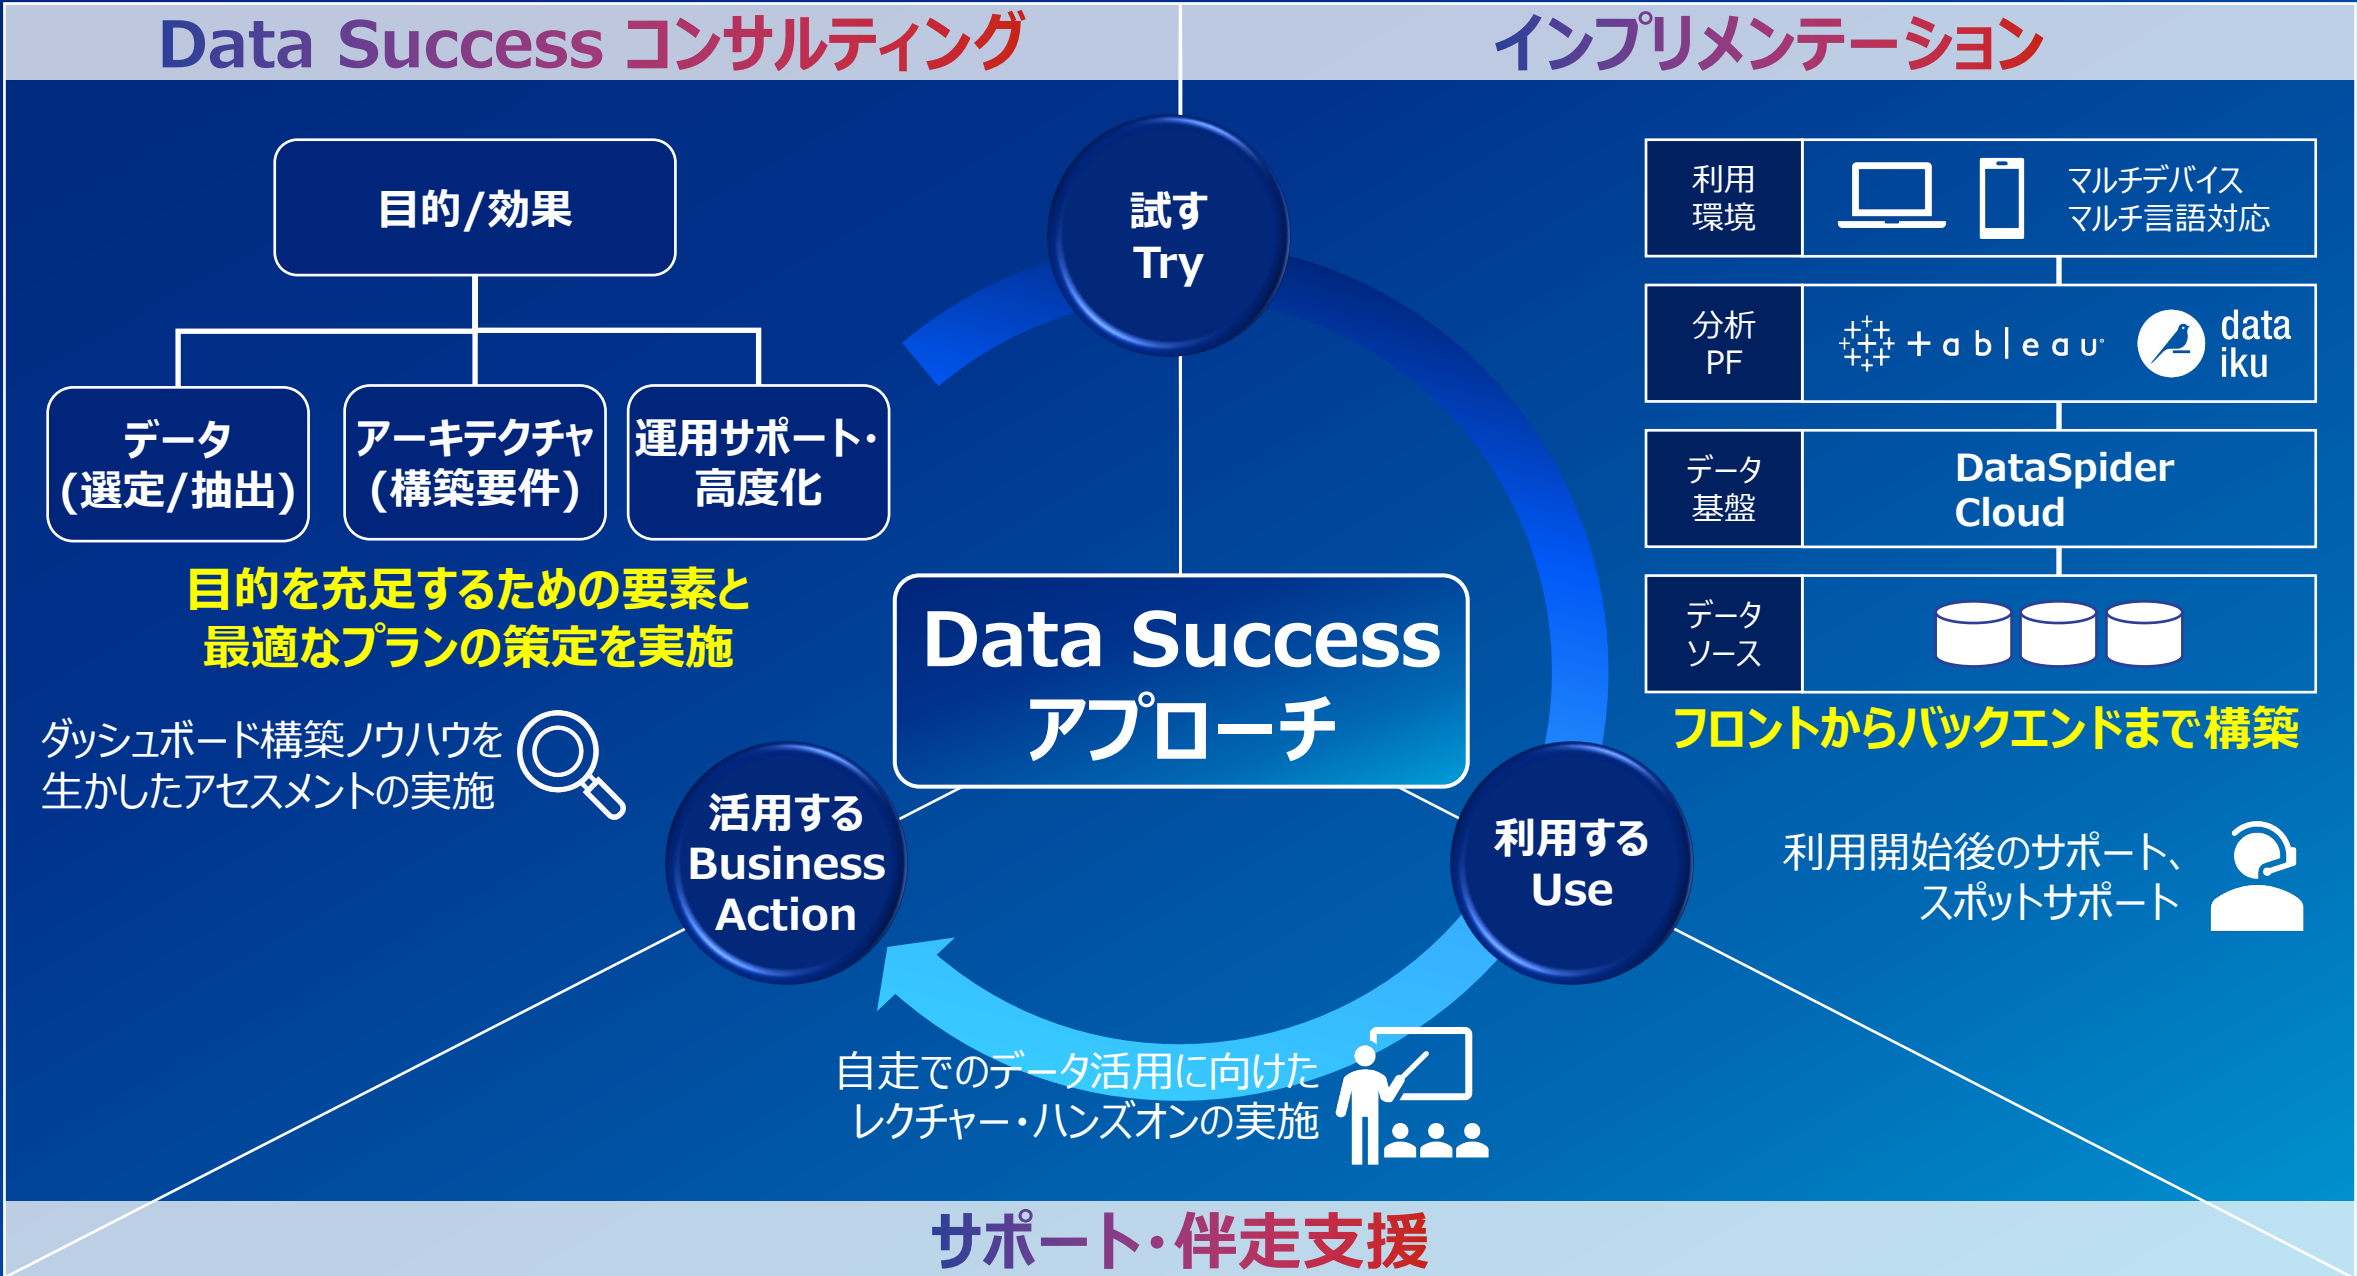 Data Success コンサルティング
インプリメンテーション
目的/効果
データ
(選定/抽出)
アーキテクチャ
(構築要件)
運用サポート・
高度化
目的を充足するための要素と
最適なプランの策定を実施
ダッシュボード構築ノウハウを
生かしたアセスメントの実施
試す
Try
Data Success
アプローチ
活用する
Business
Action
利用する
Use
利用
環境
マルチデバイス
マルチ言語対応
分析
PF
+ableau
data
iku
データ
基盤
DataSpider
Cloud
データ
ソース
フロントからバックエンドまで構築
利用開始後のサポート、
スポットサポート
自走でのデータ活用に向けた
レクチャー・ハンズオンの実施
サポート・伴走支援